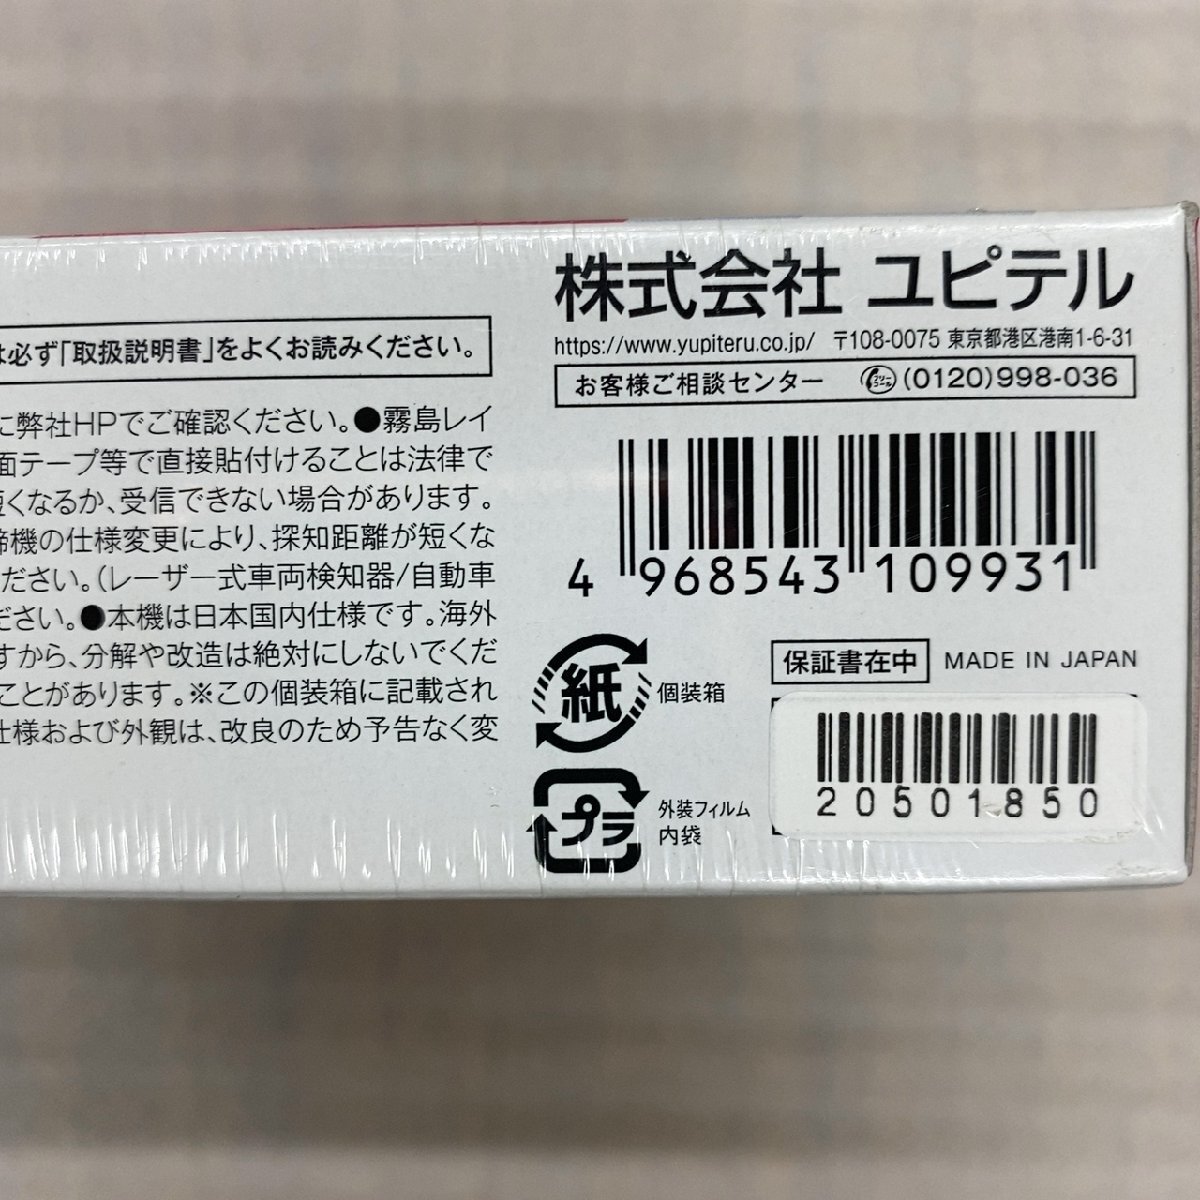 株式会社 ユピテル
https://www.yupiteru.co.jp/ 〒108-0075 東京都港区港南1-6-31
お客様ご相談センター (0120)998-036
は必ず「取扱説明書」をよくお読みください。
に弊社HPでご確認ください。●霧島レイ
面テープ等で直接貼付けることは法律で
短くなるか、受信できない場合があります。
締機の仕様変更により、探知距離が短くな
ください。(レーザー式車両検知器/自動車
ださい。●本機は日本国内仕様です。海外
すから、分解や改造は絶対にしないでくだ
ことがあります。※この個装箱に記載され
仕様および外観は、改良のため予告なく変
4 968543 109931
紙 個装箱
プラ 外装フィルム
内袋
保証書在中 MADE IN JAPAN
20501850